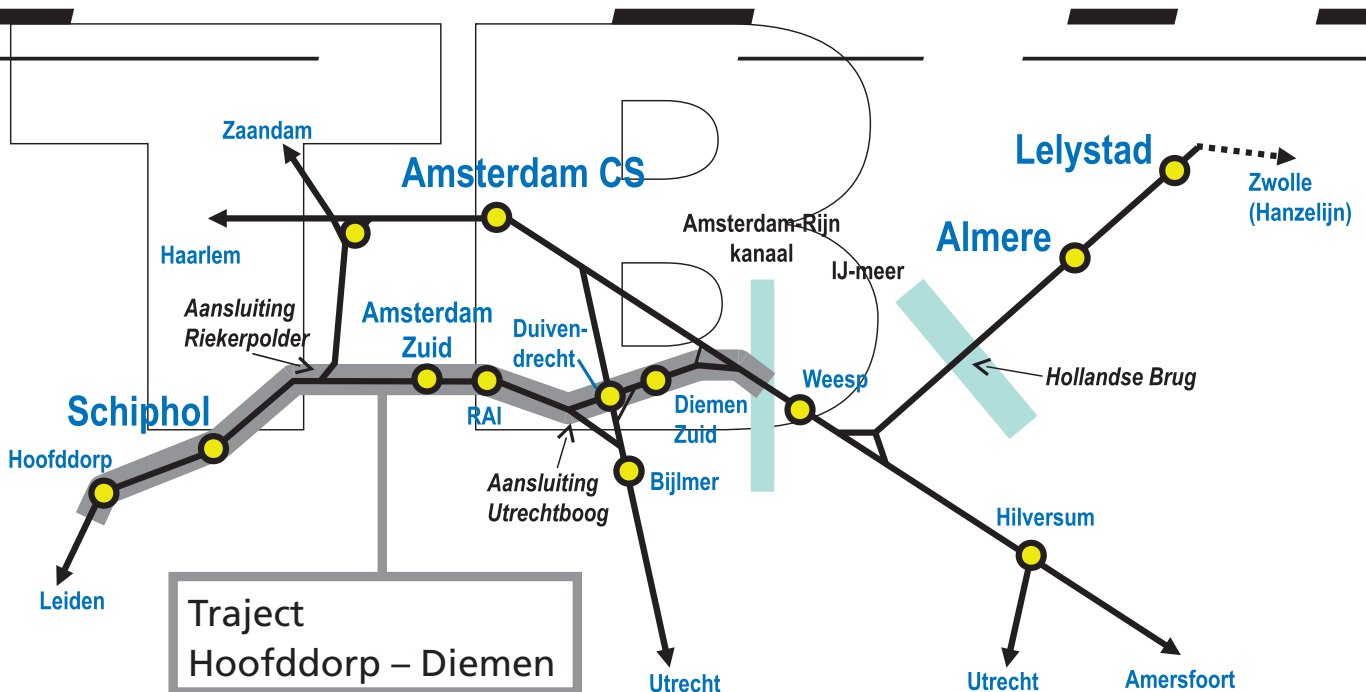 TB
Zaandam
Amsterdam CS
Lelystad
Zwolle
(Hanzelijn)
Haarlem
Amsterdam-Rijn
kanaal
IJ-meer
Almere
Aansluiting
Riekerpolder
Amsterdam
Zuid
Duiven-
drecht
Hollandse Brug
Schiphol
RAI
Diemen
Zuid
Weesp
Hoofddorp
Aansluiting
Utrechtboog
Bijlmer
Hilversum
Leiden
Traject
Hoofddorp – Diemen
Utrecht
Utrecht
Amersfoort